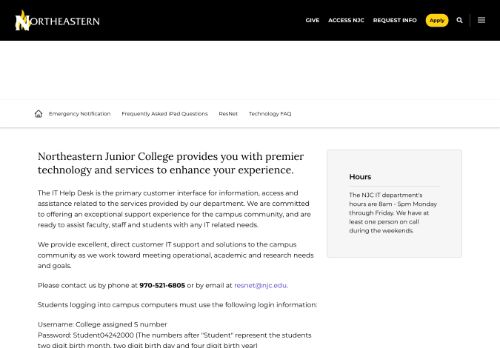 NORTHEASTERN
GIVE ACCESS NJC REQUEST INFO Apply
Emergency Notification Frequently Asked iPad Questions ResNet Technology FAQ
Northeastern Junior College provides you with premier
technology and services to enhance your experience.
The IT Help Desk is the primary customer interface for information, access and
assistance related to the services provided by our department. We are committed
to offering an exceptional support experience for the campus community, and are
ready to assist faculty, staff and students with any IT related needs.
We provide excellent, direct customer IT support and solutions to the campus
community as we work toward meeting operational, academic and research needs
and goals.
Please contact us by phone at 970-521-6805 or by email at resnet@njc.edu.
Students logging into campus computers must use the following login information:
Username: College assigned S number
Password: Student04242000 (The numbers after "Student" represent the students
two digit birth month, two digit birth day and four digit birth year)
Hours
The NJC IT department's
hours are 8am - 5pm Monday
through Friday. We have at
least one person on call
during the weekends.